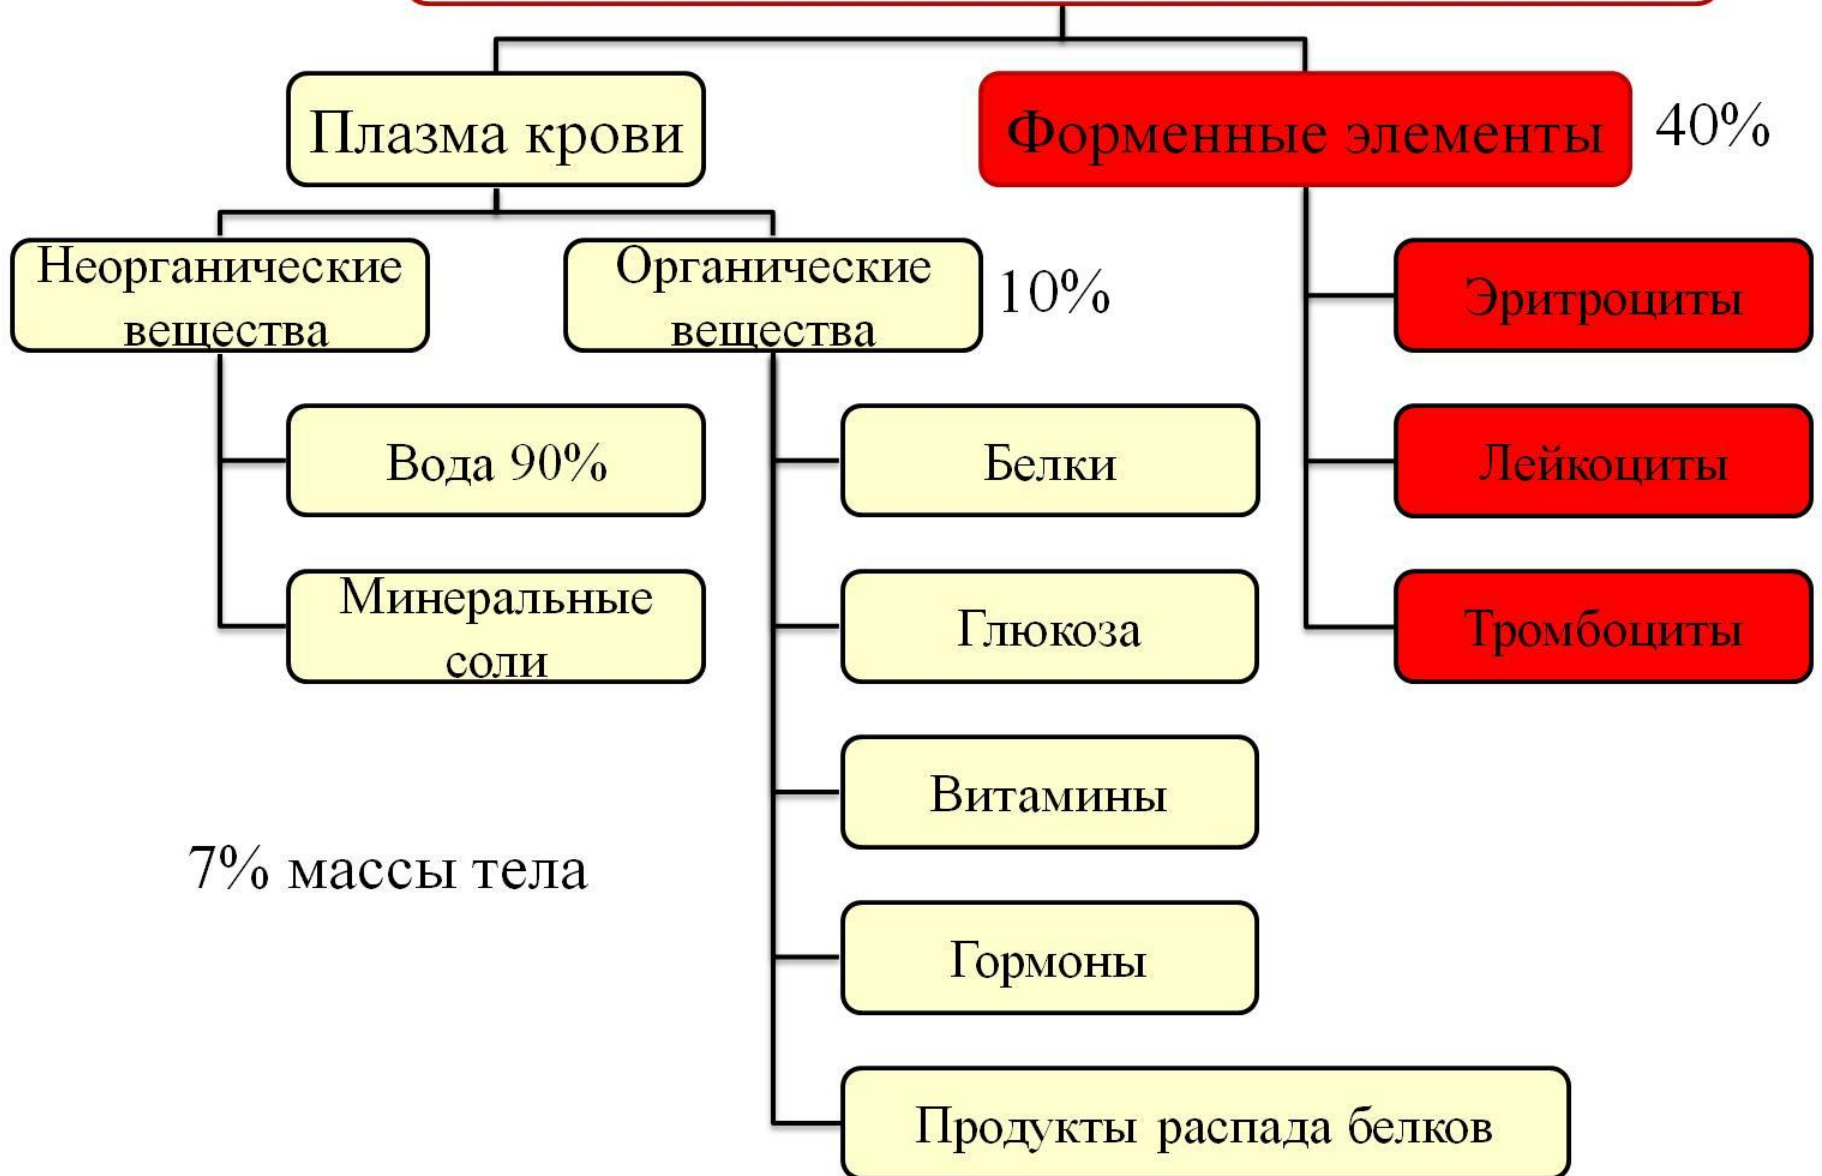 Плазма крови
Форменные элементы
40%
Неорганические
вещества
Органические
вещества
10%
Эритроциты
Вода 90%
Белки
Лейкоциты
Минеральные
соли
Глюкоза
Тромбоциты
Витамины
7% массы тела
Гормоны
Продукты распада белков